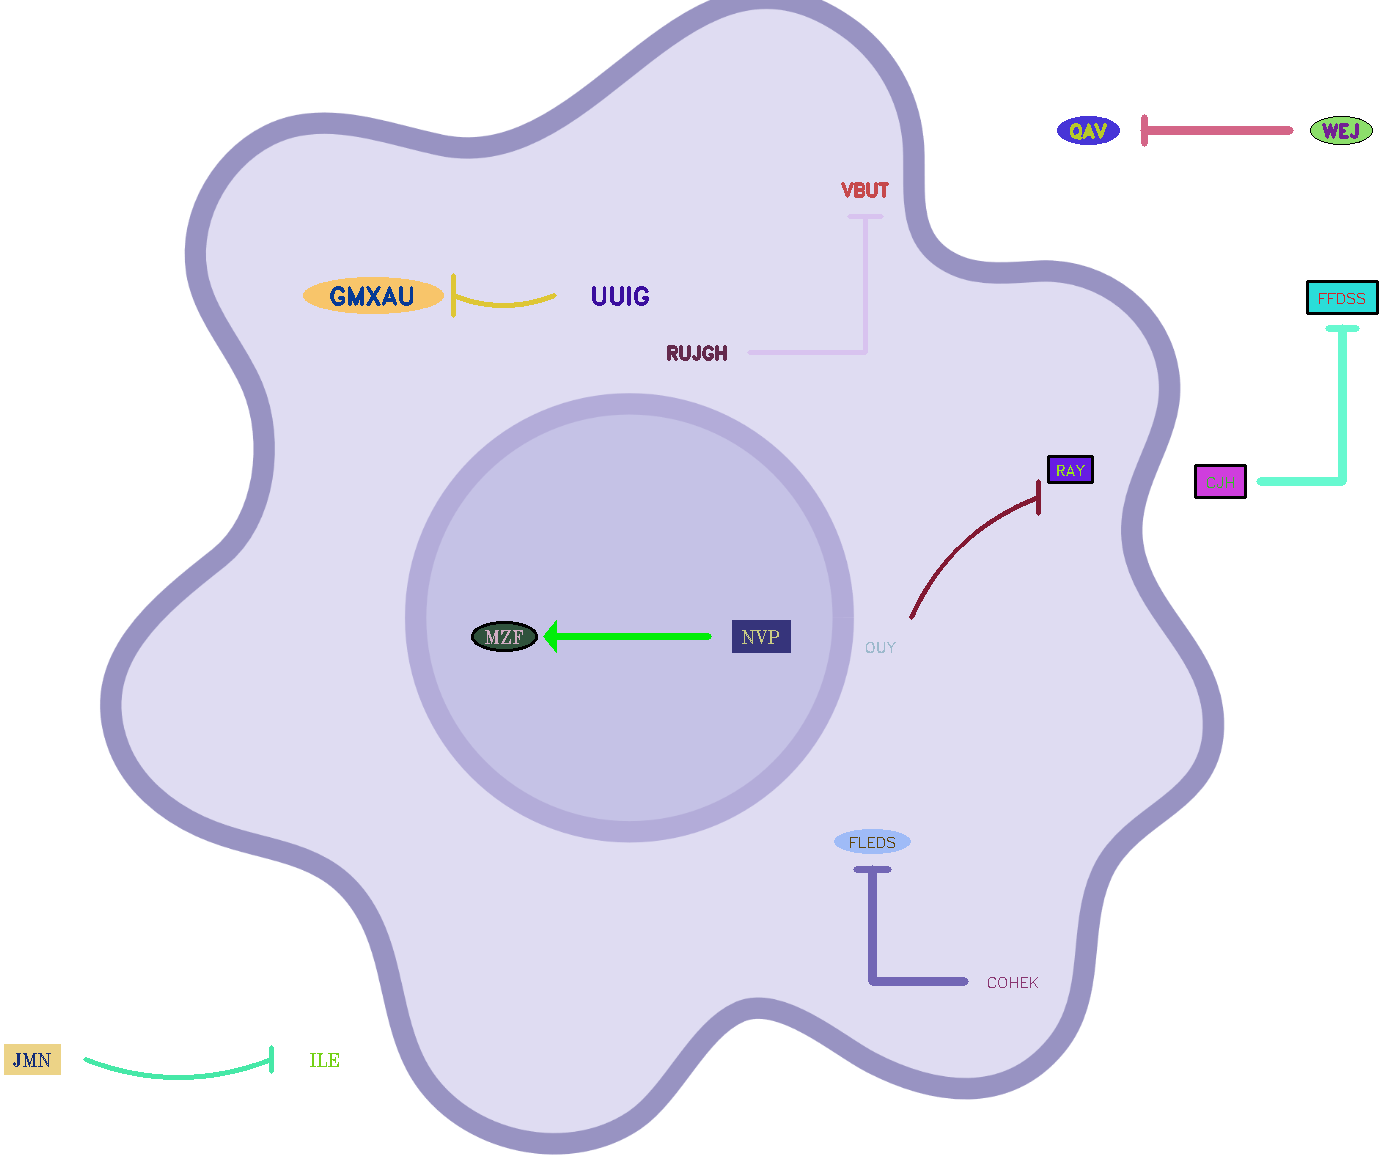 QAV
WEJ
VBUT
GMXAU
UUIG
FFDSS
RUJGH
RAY
MZF
NVP
OUY
FLEDS
COHEK
JMN
ILE